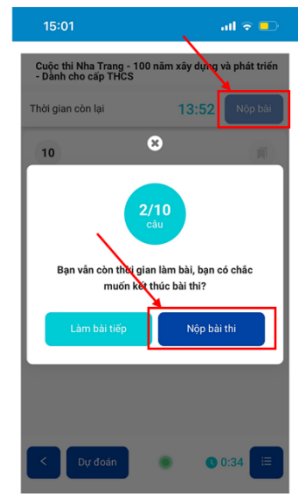 15:01
Cuộc thi Nha Trang - 100 năm xây dựng và phát triển
- Dành cho cấp THCS
Thời gian còn lại
13:52
Nộp bài
10
2/10
câu
Bạn vẫn còn thời gian làm bài, bạn có chắc
muốn kết thúc bài thi?
Làm bài tiếp
Nộp bài thi
Dự đoán
0:34